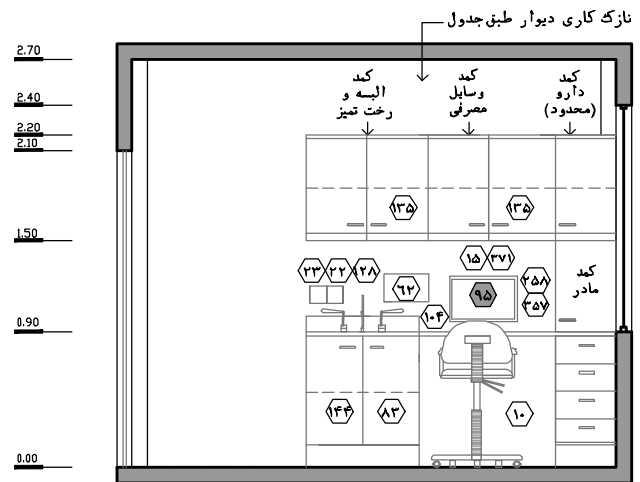 نازک کاری دیوار طبق جدول
2.70
2.40
2.20
2.10
1.50
0.90
0.00
کمد
دارو
(محدود)
کمد
وسایل
مصرفی
کمد
البسه و
رخت تمیز
۱۳۵
۱۳۵
۱۵
۳۷۱
۲۳
۲۲
۱۲۸
۶۲
۹۵
۲۵۸
۳۵۷
کمد
مادر
۱۰۴
۱۴۴
۸۳
۱۰